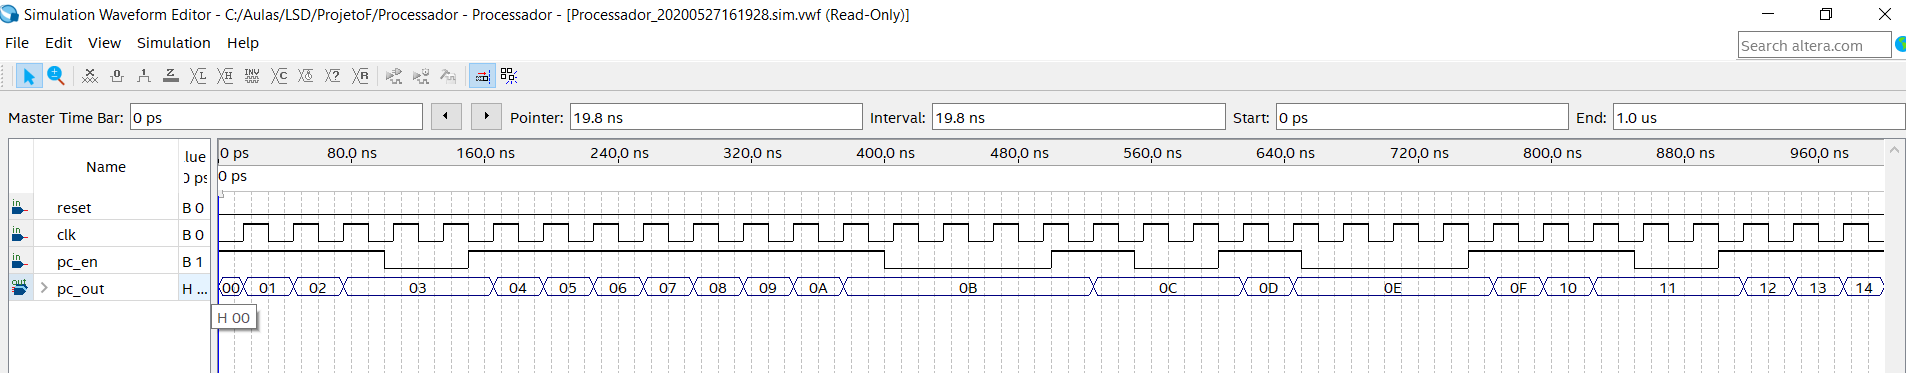 Simulation Waveform Editor - C:/Aulas/LSD/ProjetoF/Processador - Processador - [Processador_20200527161928.sim.vwf (Read-Only)]
File Edit View Simulation Help
Search altera.com
Master Time Bar: 0 ps Pointer: 19.8 ns Interval: 19.8 ns Start: 0 ps End: 1.0 us
Name lue 0 ps 80.0 ns 160.0 ns 240.0 ns 320.0 ns 400.0 ns 480.0 ns 560.0 ns 640.0 ns 720.0 ns 800.0 ns 880.0 ns 960.0 ns
0 ps 0 ps
in reset B 0
in clk B 0
in pc_en B 1
out pc_out H ... 00 01 02 03 04 05 06 07 08 09 0A 0B 0C 0D 0E 0F 10 11 12 13 14
H 00